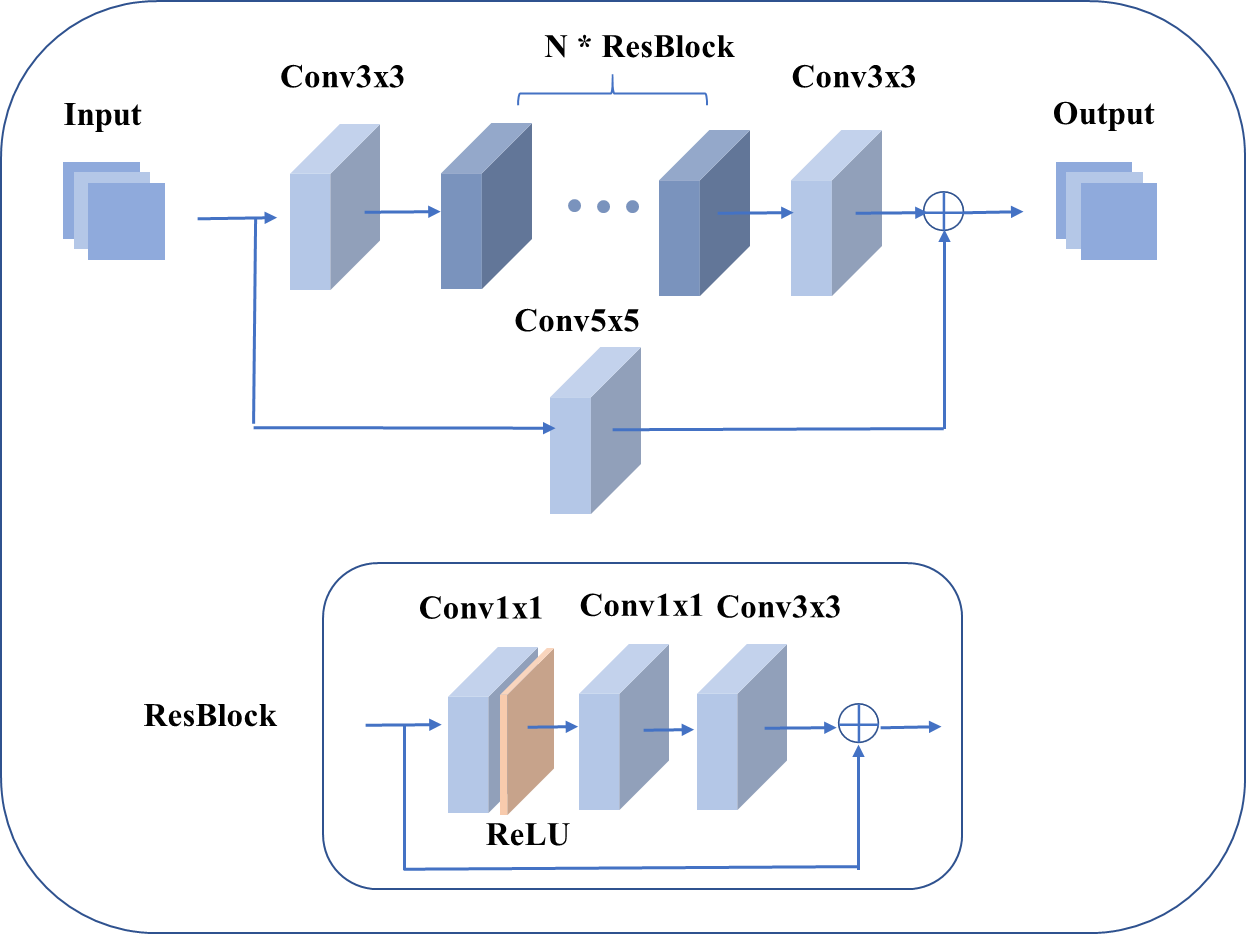 N * ResBlock
Conv3x3
Conv3x3
Input
Output
Conv5x5
Conv1x1
Conv1x1
Conv3x3
ResBlock
ReLU